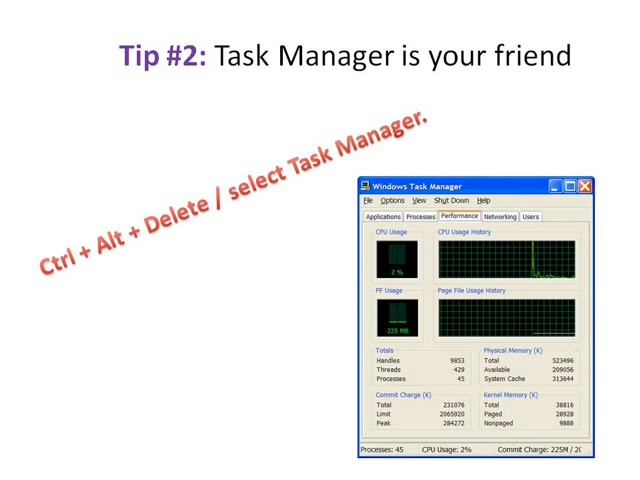 Tip #2: Task Manager is your friend
Ctrl + Alt + Delete / select Task Manager.
Windows Task Manager
File Options View Shut Down Help
Applications Processes Performance Networking Users
CPU Usage CPU Usage History
2 %
PF Usage Page File Usage History
225 MB
Totals Physical Memory (K)
Handles 9853 Total 523496
Threads 429 Available 209056
Processes 45 System Cache 313644
Commit Charge (K) Kernel Memory (K)
Total 231076 Total 38816
Limit 2065920 Paged 28928
Peak 284272 Nonpaged 9888
Processes: 45 CPU Usage: 2% Commit Charge: 225M / 20